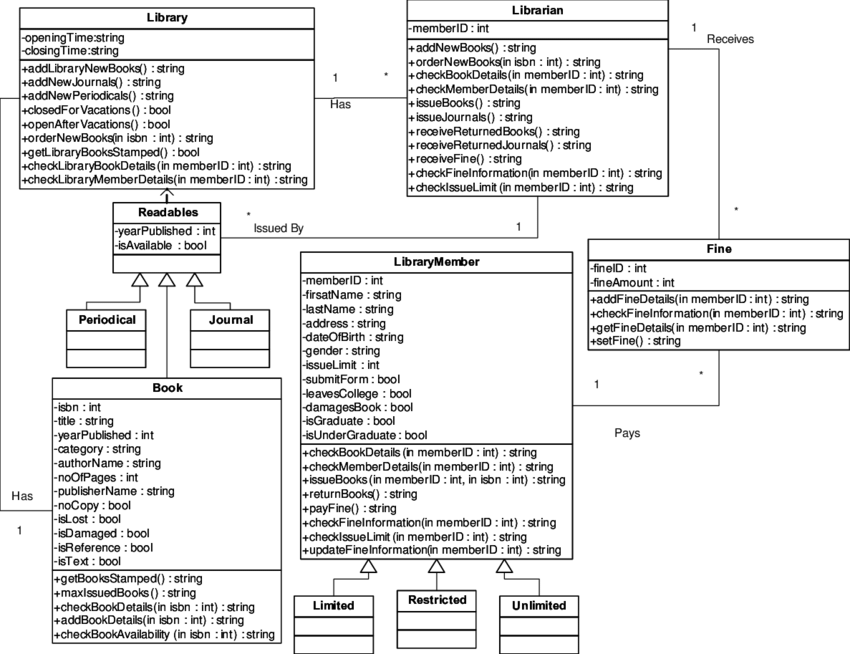 Library
-openingTime:string
-closingTime:string
+addLibraryNewBooks() : string
+addNewJournals() : string
+addNewPeriodicals() : string
+closedForVacations() : bool
+openAfterVacations() : bool
+orderNewBooks(in isbn : int) : string
+getLibraryBooksStamped() : bool
+checkLibraryBookDetails(in memberID : int) : string
+checkLibraryMemberDetails(in memberID : int) : string
1
*
Has
Librarian
-memberID : int
+addNewBooks() : string
+orderNewBooks(in isbn : int) : string
+checkBookDetails(in memberID : int) : string
+checkMemberDetails(in memberID : int) : string
+issueBooks() : string
+issueJournals() : string
+receiveReturnedBooks() : string
+receiveReturnedJournals() : string
+receiveFine() : string
+checkFineInformation(in memberID : int) : string
+checkIssueLimit(in memberID : int) : string
1
Receives
*
Readables
-yearPublished : int
-isAvailable : bool
*
Issued By
1
Fine
-fineID : int
-fineAmount : int
+addFineDetails(in memberID : int) : string
+checkFineInformation(in memberID : int) : string
+getFineDetails(in memberID : int) : string
+setFine() : string
LibraryMember
-memberID : int
-firsatName : string
-lastName : string
-address : string
-dateOfBirth : string
-gender : string
-issueLimit : int
-submitForm : bool
-leavesCollege : bool
-damagesBook : bool
-isGraduate : bool
-isUnderGraduate : bool
+checkBookDetails(in memberID : int) : string
+checkMemberDetails(in memberID : int) : string
+issueBooks(in memberID : int, in isbn : int) : string
+returnBooks() : string
+payFine() : string
+checkFineInformation(in memberID : int) : string
+checkIssueLimit(in memberID : int) : string
+updateFineInformation(in memberID : int) : string
1
*
Pays
Periodical
Journal
Book
-isbn : int
-title : string
-yearPublished : int
-category : string
-authorName : string
-noOfPages : int
-publisherName : string
-noCopy : bool
-isLost : bool
-isDamaged : bool
-isReference : bool
-isText : bool
+getBooksStamped() : string
+maxIssuedBooks() : string
+checkBookDetails(in isbn : int) : string
+addBookDetails(in isbn : int) : string
+checkBookAvailability (in isbn : int) : string
Has
1
Limited
Restricted
Unlimited